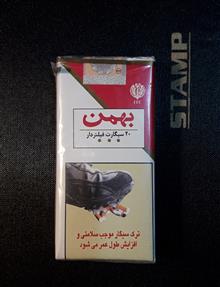 بهمن
۲۰ سیگارت فیلتردار
ترک سیگار موجب سلامتی و
افزایش طول عمر می شود
STAMP